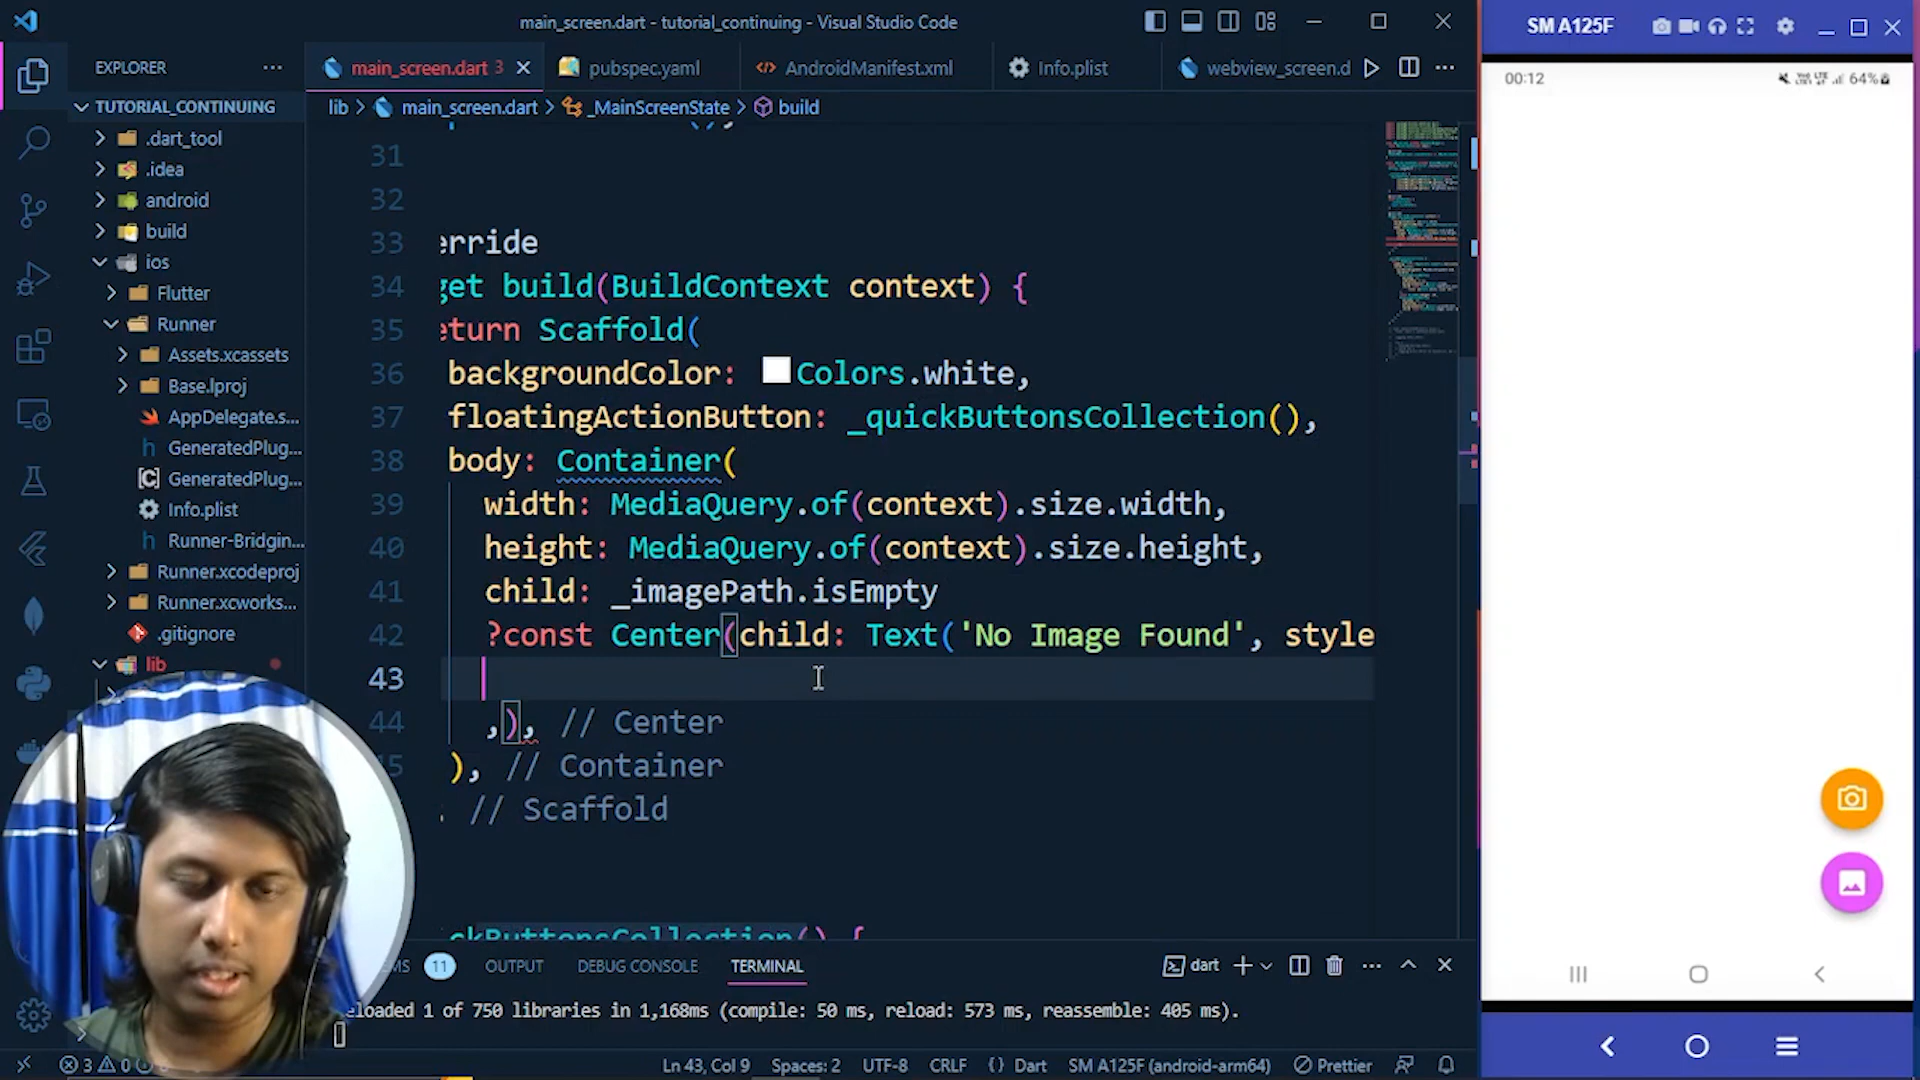 main_screen.dart - tutorial_continuing - Visual Studio Code
EXPLORER
main_screen.dart 3
pubspec.yaml
AndroidManifest.xml
Info.plist
webview_screen.d
TUTORIAL_CONTINUING
lib > main_screen.dart > _MainScreenState > build
.dart_tool
.idea
android
build
ios
Flutter
Runner
Assets.xcassets
Base.lproj
AppDelegate.s...
GeneratedPlug...
GeneratedPlug...
Info.plist
Runner-Bridgin...
Runner.xcodeproj
Runner.xcworks...
.gitignore
lib
31
32
33 erride
34 get build(BuildContext context) {
35 eturn Scaffold(
36 backgroundColor: Colors.white,
37 floatingActionButton: _quickButtonsCollection(),
38 body: Container(
39 width: MediaQuery.of(context).size.width,
40 height: MediaQuery.of(context).size.height,
41 child: _imagePath.isEmpty
42 ?const Center(child: Text('No Image Found', style
43
44 ,), // Center
), // Container
// Scaffold
ckButtonsCollection() {
MS 11
OUTPUT
DEBUG CONSOLE
TERMINAL
dart
eloaded 1 of 750 libraries in 1,168ms (compile: 50 ms, reload: 573 ms, reassemble: 405 ms).
3 0
Ln 43, Col 9
Spaces: 2
UTF-8
CRLF
{ } Dart
SM A125F (android-arm64)
Prettier
SM A125F
00:12
64%